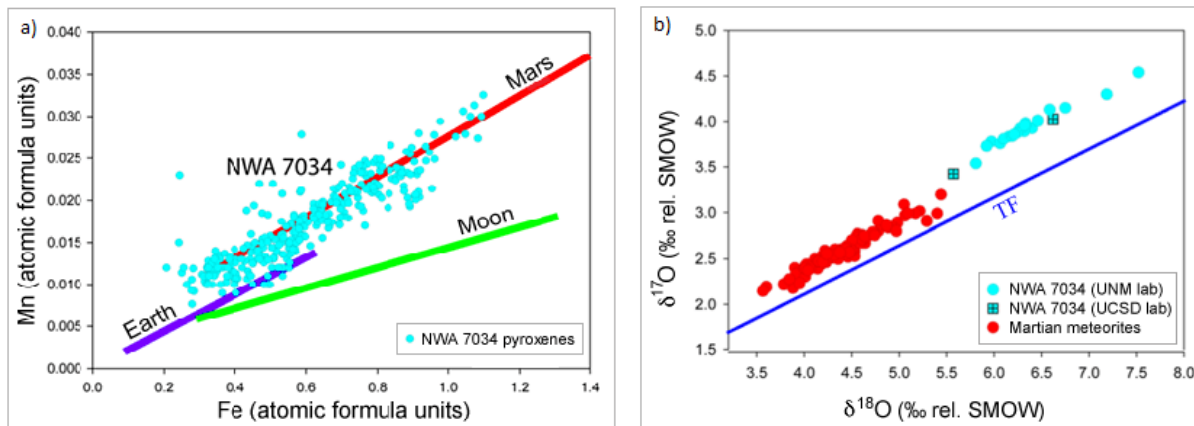 a)
Mn (atomic formula units)
0.040
0.035
0.030
0.025
0.020
0.015
0.010
0.005
0.000
Mars
NWA 7034
Moon
Earth
NWA 7034 pyroxenes
0.0 0.2 0.4 0.6 0.8 1.0 1.2 1.4
Fe (atomic formula units)
b)
δ¹⁷O (‰ rel. SMOW)
5.0
4.5
4.0
3.5
3.0
2.5
2.0
1.5
TF
NWA 7034 (UNM lab)
NWA 7034 (UCSD lab)
Martian meteorites
3.5 4.0 4.5 5.0 5.5 6.0 6.5 7.0 7.5 8.0
δ¹⁸O (‰ rel. SMOW)